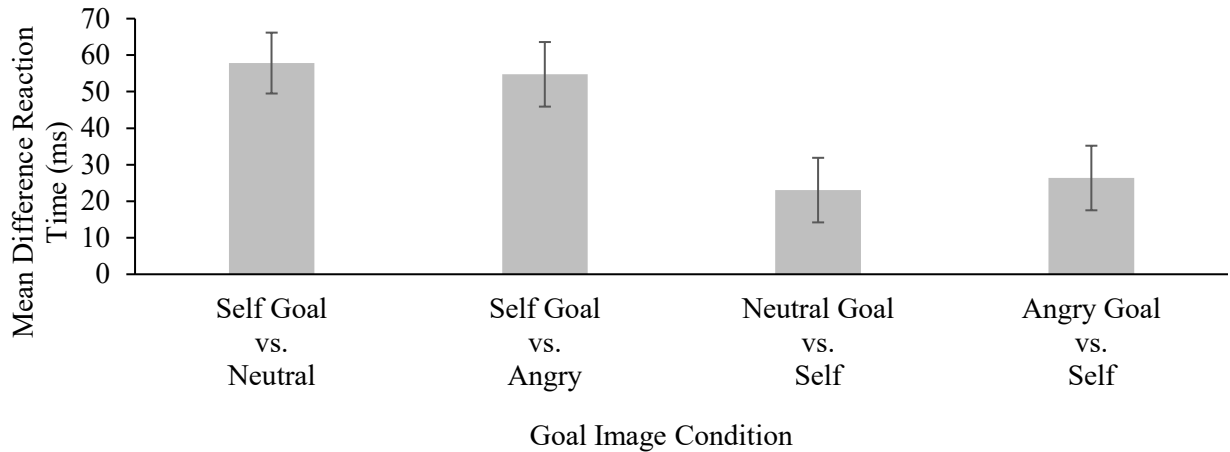 Mean Difference Reaction
Time (ms)
70
60
50
40
30
20
10
0
Self Goal
vs.
Neutral
Self Goal
vs.
Angry
Neutral Goal
vs.
Self
Angry Goal
vs.
Self
Goal Image Condition